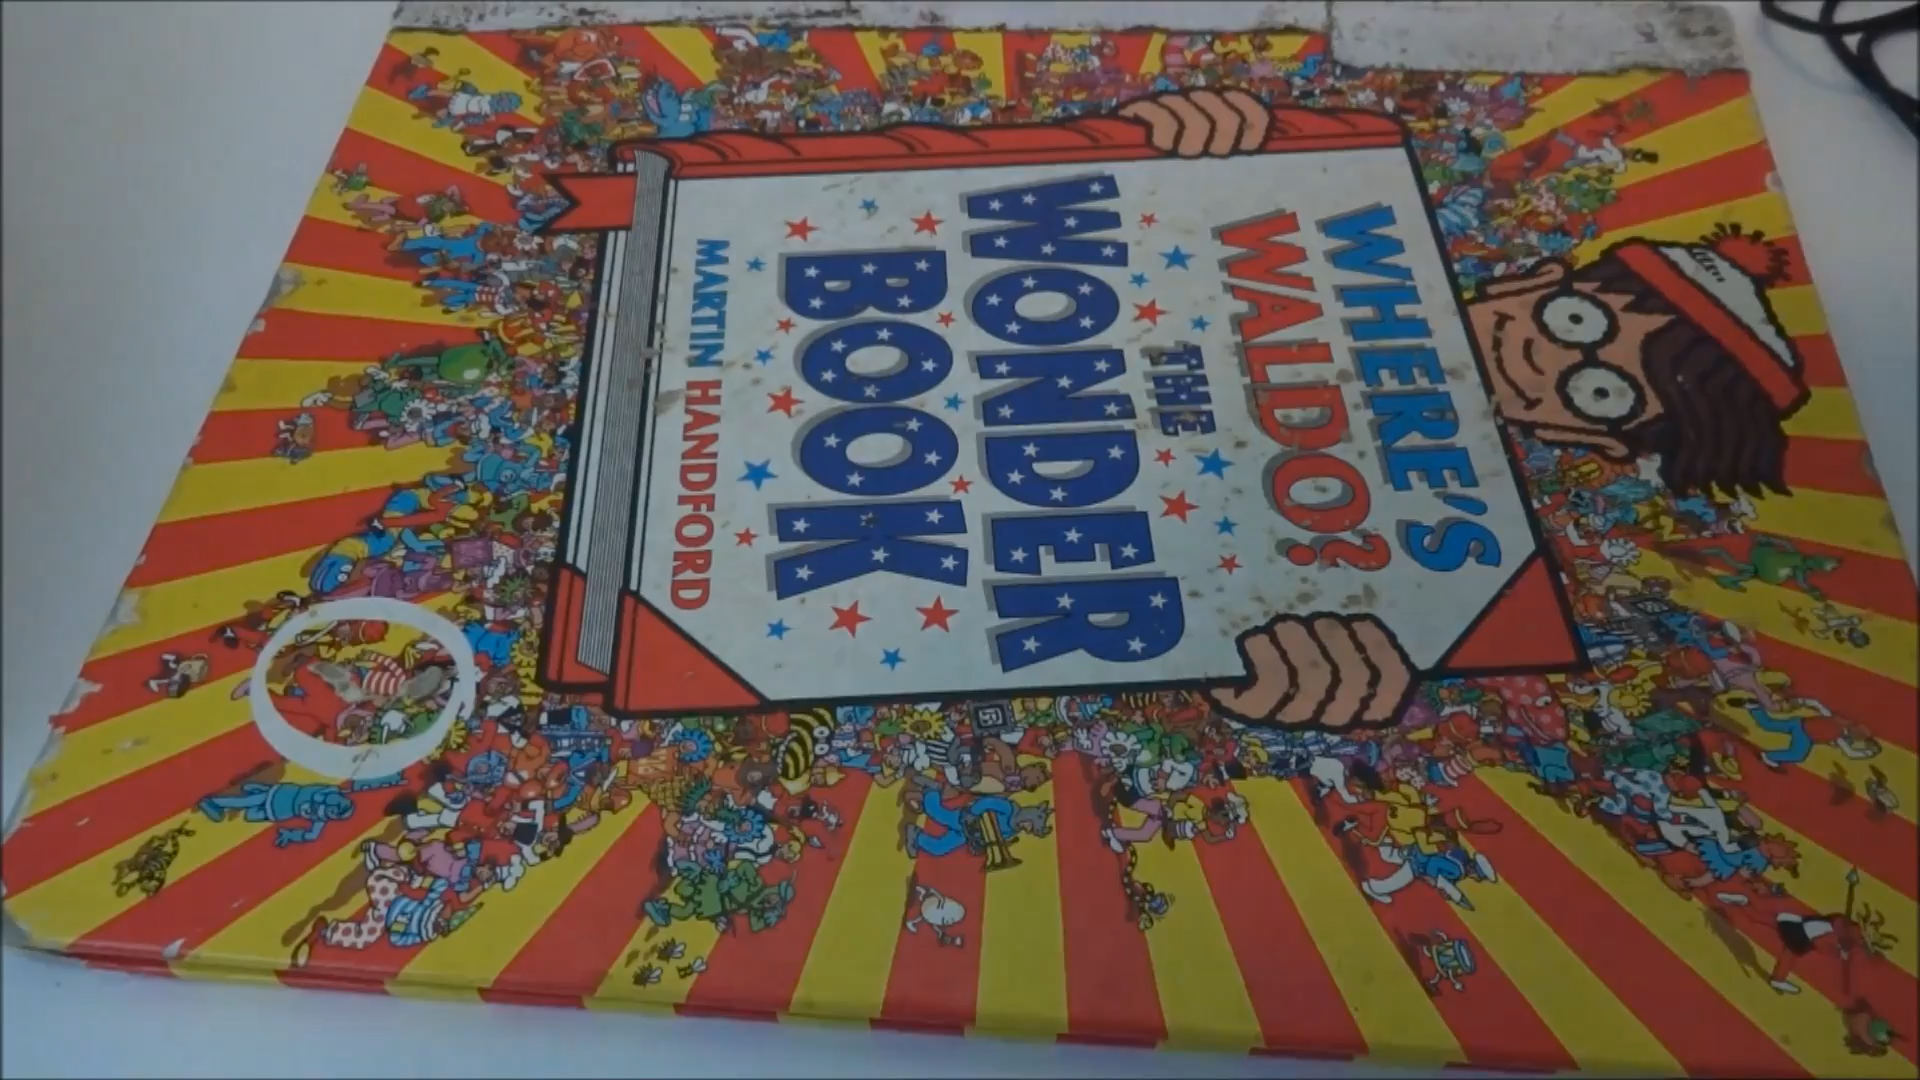 WHERE'S
WALDO?
THE
WONDER
BOOK
MARTIN HANDFORD